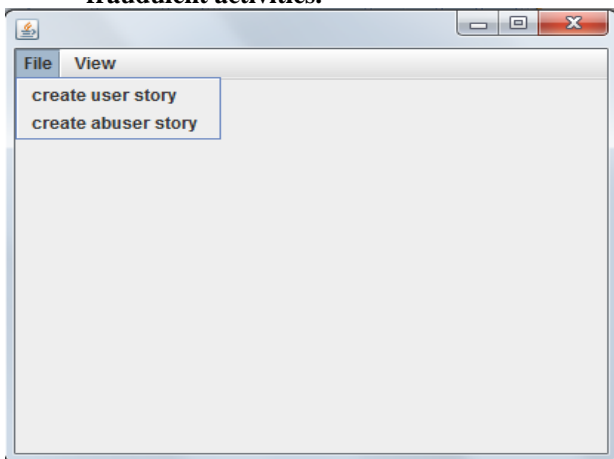 fraudulent activities.
File View
create user story
create abuser story